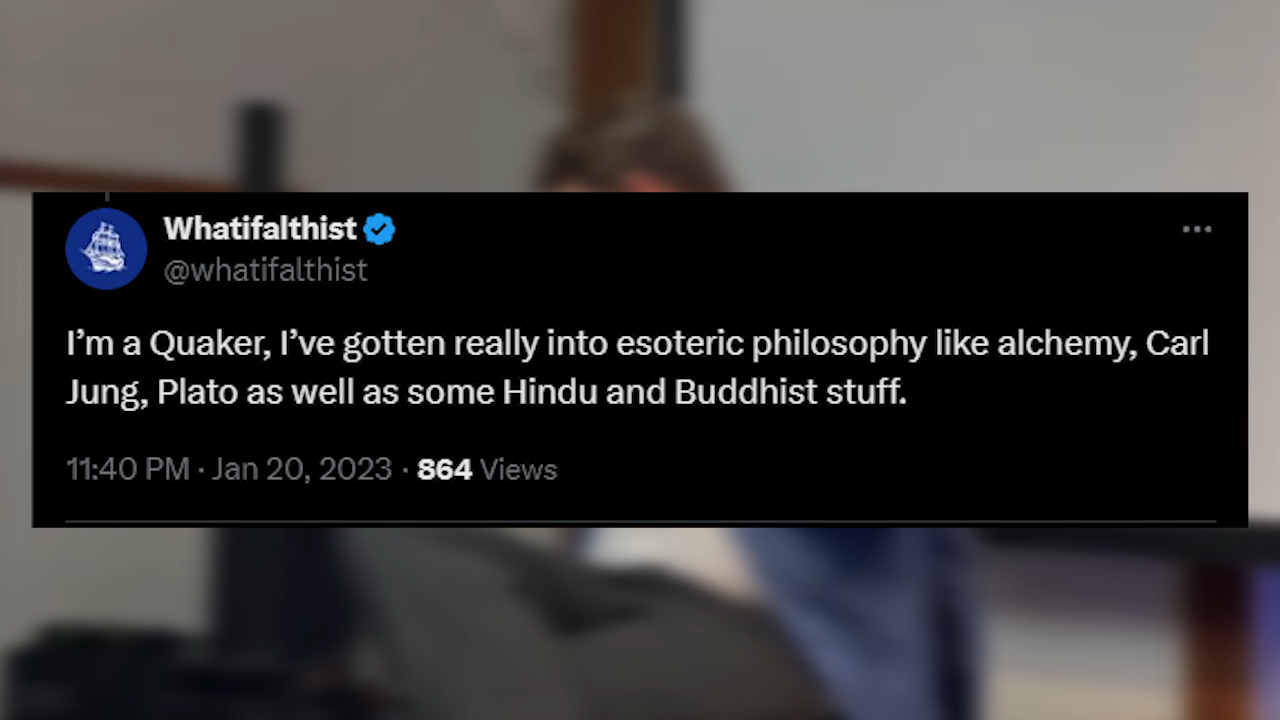 Whatifalthist
@whatifalthist
I’m a Quaker, I’ve gotten really into esoteric philosophy like alchemy, Carl
Jung, Plato as well as some Hindu and Buddhist stuff.
11:40 PM · Jan 20, 2023 · 864 Views